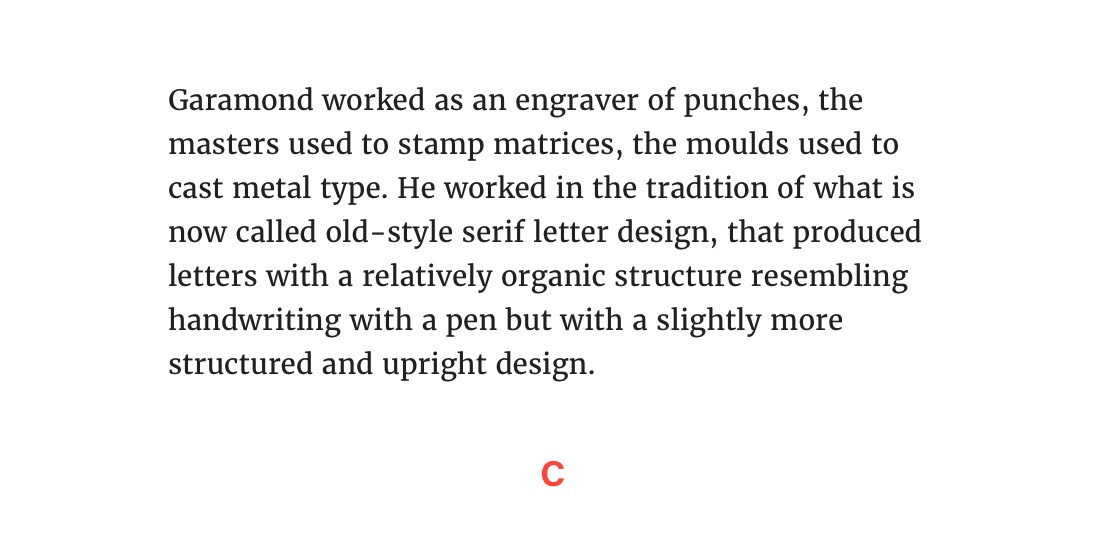 Garamond worked as an engraver of punches, the
masters used to stamp matrices, the moulds used to
cast metal type. He worked in the tradition of what is
now called old-style serif letter design, that produced
letters with a relatively organic structure resembling
handwriting with a pen but with a slightly more
structured and upright design.
C